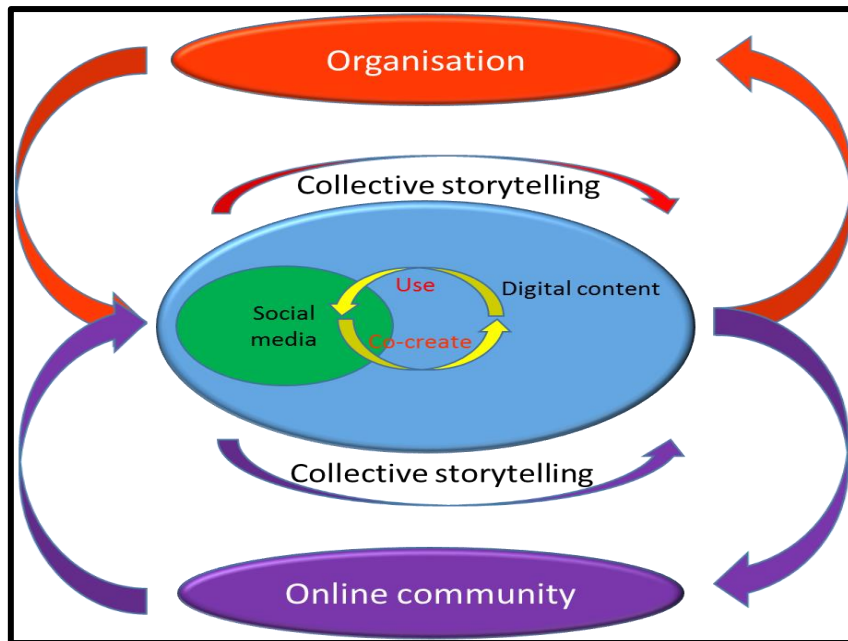 Organisation
Collective storytelling
Use
Digital content
Social
media
Co-create
Collective storytelling
Online community